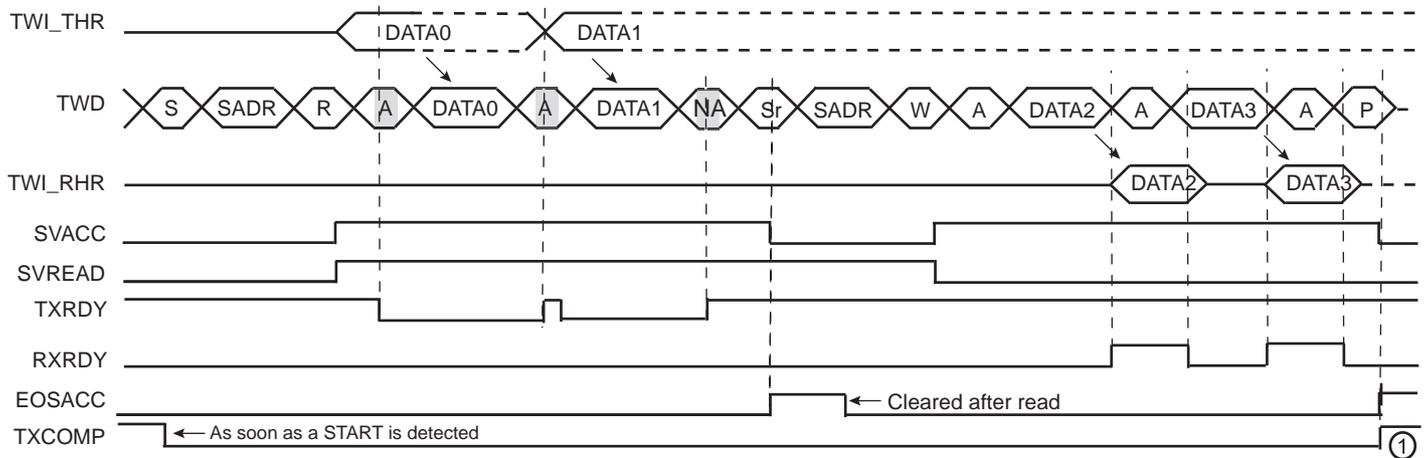 TWI_THR DATA0 DATA1
TWD S SADR R A DATA0 A DATA1 NA Sr SADR W A DATA2 A DATA3 A P
TWI_RHR DATA2 DATA3
SVACC
SVREAD
TXRDY
RXRDY
EOSACC Cleared after read
TXCOMP As soon as a START is detected 1